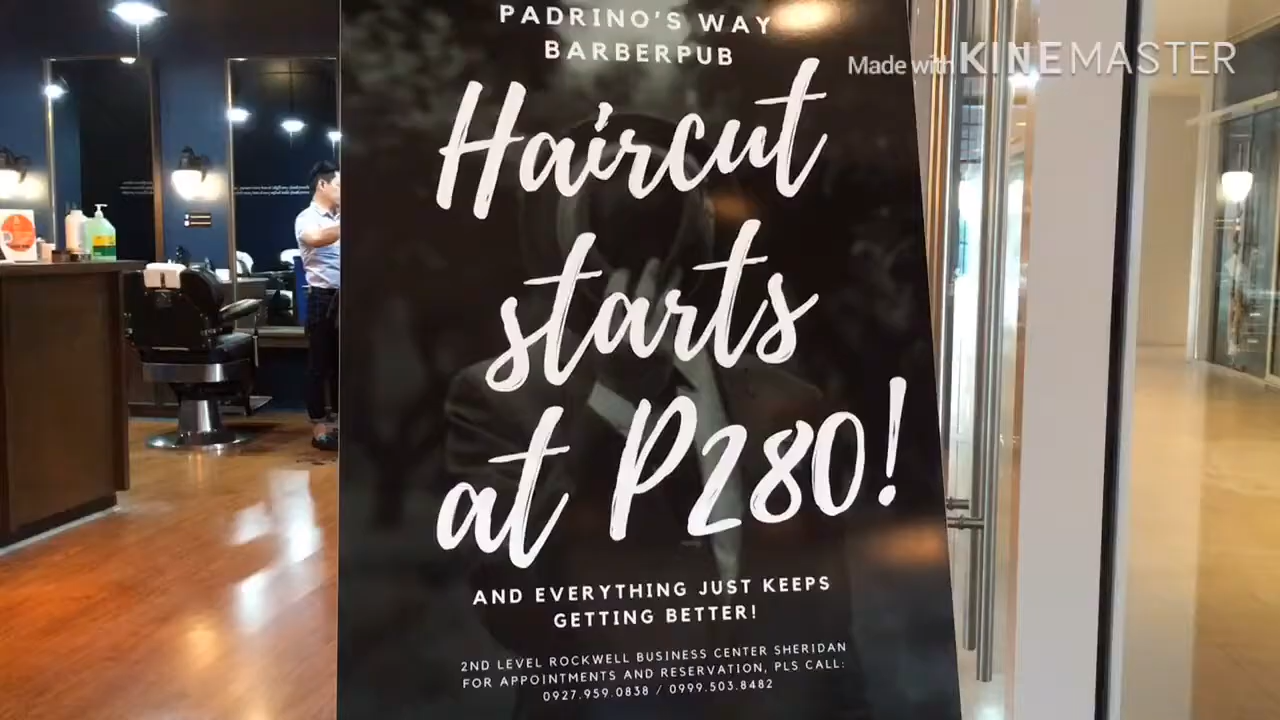 PADRINO'S WAY
BARBERPUB
Made with KINEMASTER
Haircut
starts
at P280!
AND EVERYTHING JUST KEEPS
GETTING BETTER!
2ND LEVEL ROCKWELL BUSINESS CENTER SHERIDAN
FOR APPOINTMENTS AND RESERVATION, PLS CALL:
0927.959.0838 / 0999.503.8482